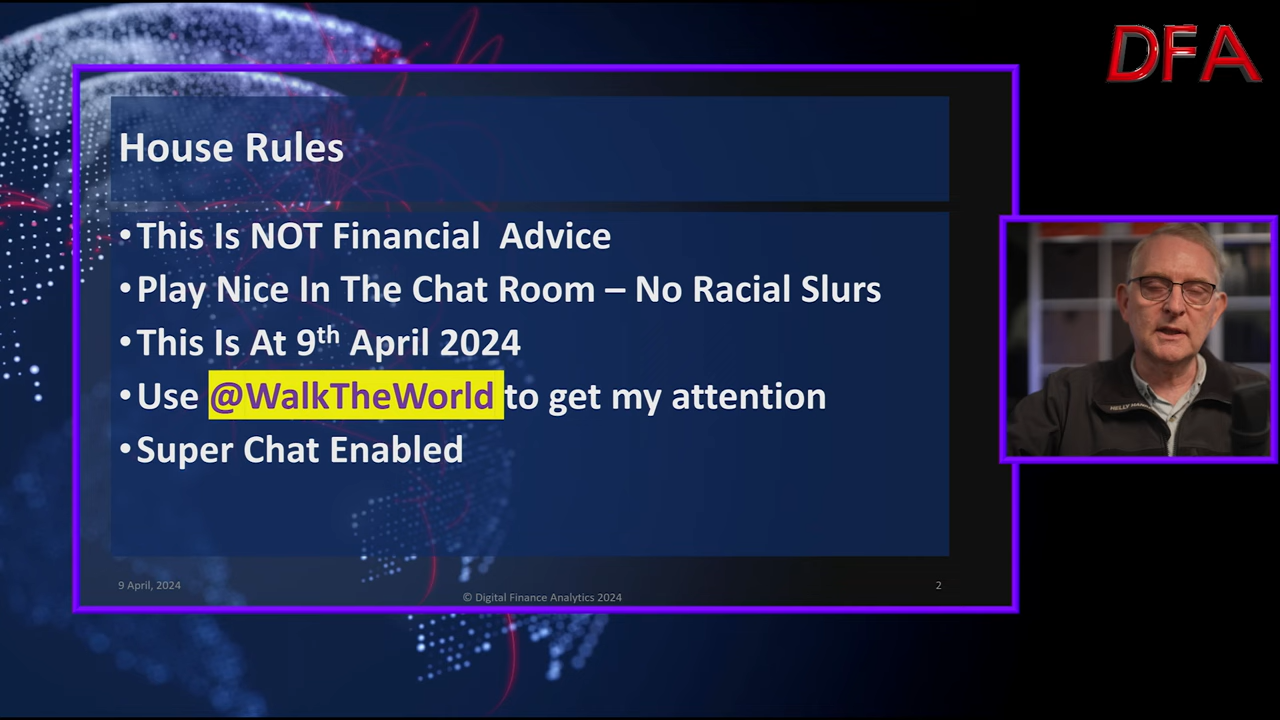 DFA
House Rules
•This Is NOT Financial  Advice
•Play Nice In The Chat Room – No Racial Slurs
•This Is At 9th April 2024
•Use @WalkTheWorld to get my attention
•Super Chat Enabled
HELLY HAN
9 April, 2024
© Digital Finance Analytics 2024
2